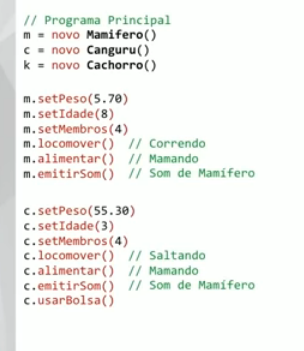 // Programa Principal
m = novo Mamifero()
c = novo Canguru()
k = novo Cachorro()
m.setPeso(5.70)
m.setIdade(8)
m.setMembros(4)
m.locomover() // Correndo
m.alimentar() // Mamando
m.emitirSom() // Som de Mamífero
c.setPeso(55.30)
c.setIdade(3)
c.setMembros(4)
c.locomover() // Saltando
c.alimentar() // Mamando
c.emitirSom() // Som de Mamífero
c.usarBolsa()